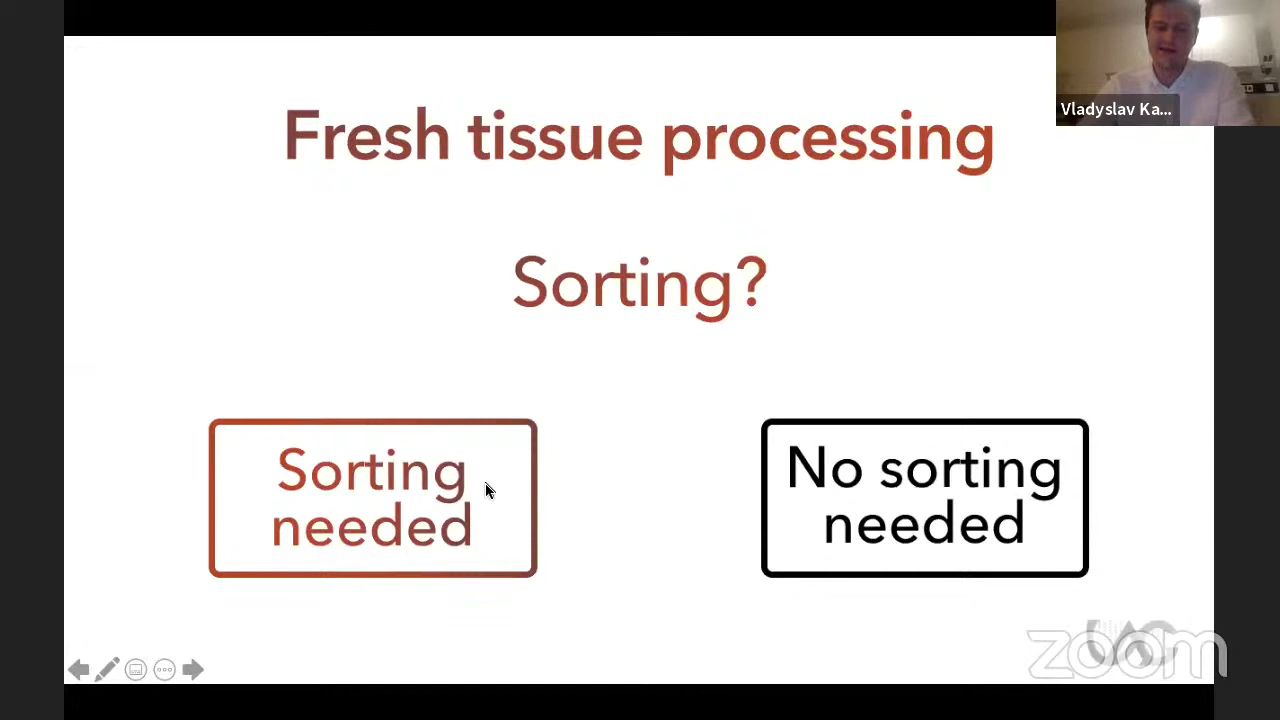 Vladyslav Ka...
Fresh tissue processing
Sorting?
Sorting
needed
No sorting
needed
zoom